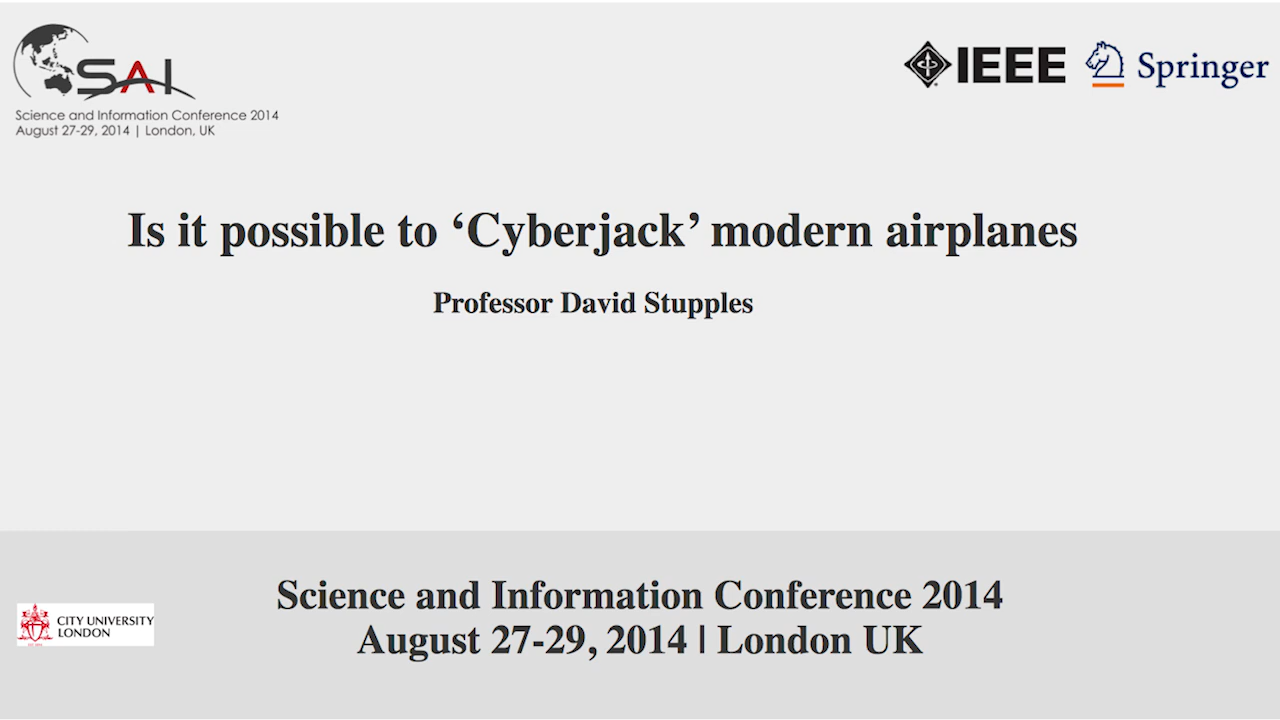 SAI
Science and Information Conference 2014
August 27-29, 2014 | London, UK
IEEE
Springer
Is it possible to ‘Cyberjack’ modern airplanes
Professor David Stupples
CITY UNIVERSITY
LONDON
Science and Information Conference 2014
August 27-29, 2014 | London UK